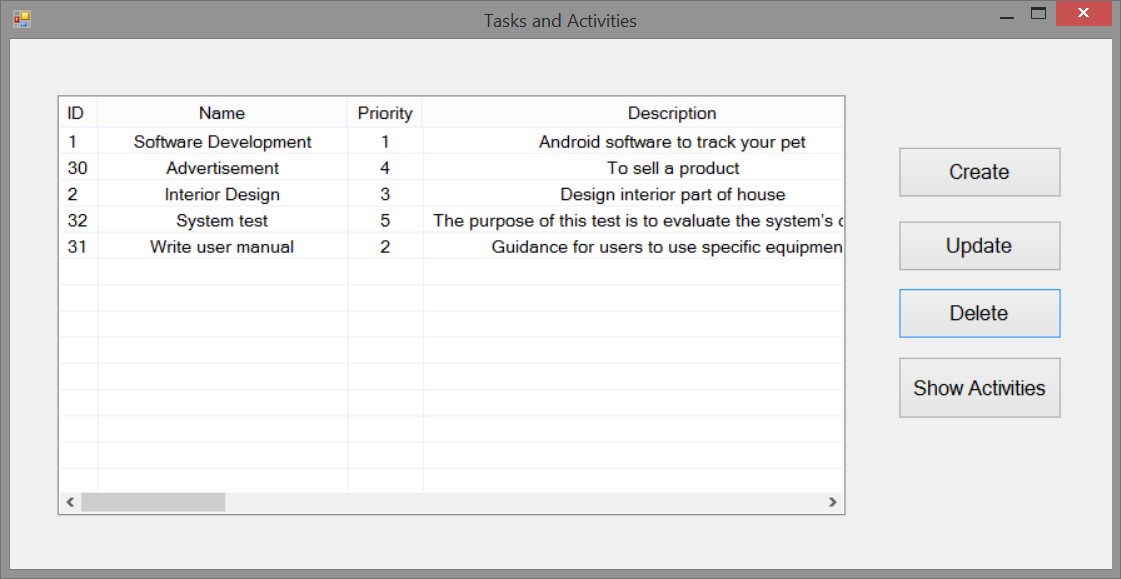 Tasks and Activities
ID Name Priority Description
1 Software Development 1 Android software to track your pet
30 Advertisement 4 To sell a product
2 Interior Design 3 Design interior part of house
32 System test 5 The purpose of this test is to evaluate the system's
31 Write user manual 2 Guidance for users to use specific
Create
Update
Delete
Show Activities